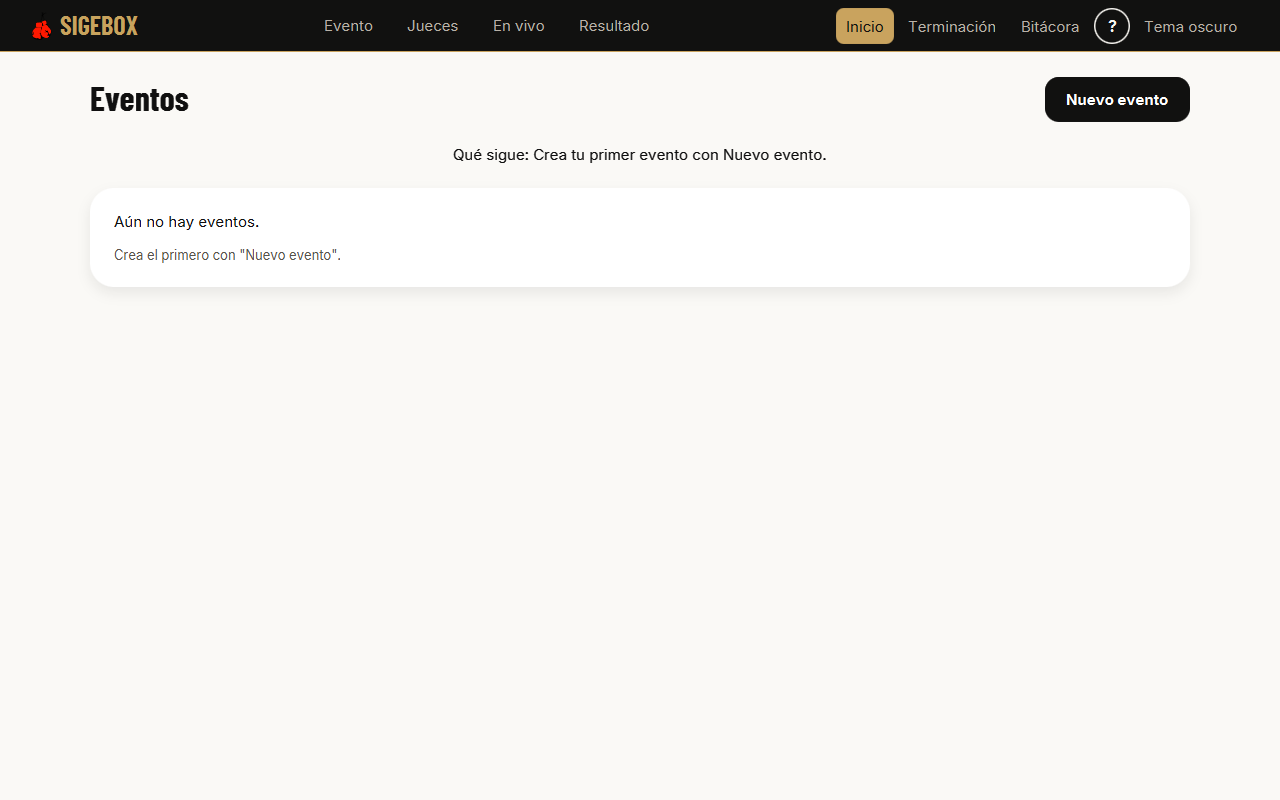 SIGEBOX
Evento
Jueces
En vivo
Resultado
Inicio
Terminación
Bitácora
?
Tema oscuro
Eventos
Nuevo evento
Qué sigue: Crea tu primer evento con Nuevo evento.
Aún no hay eventos.
Crea el primero con "Nuevo evento".